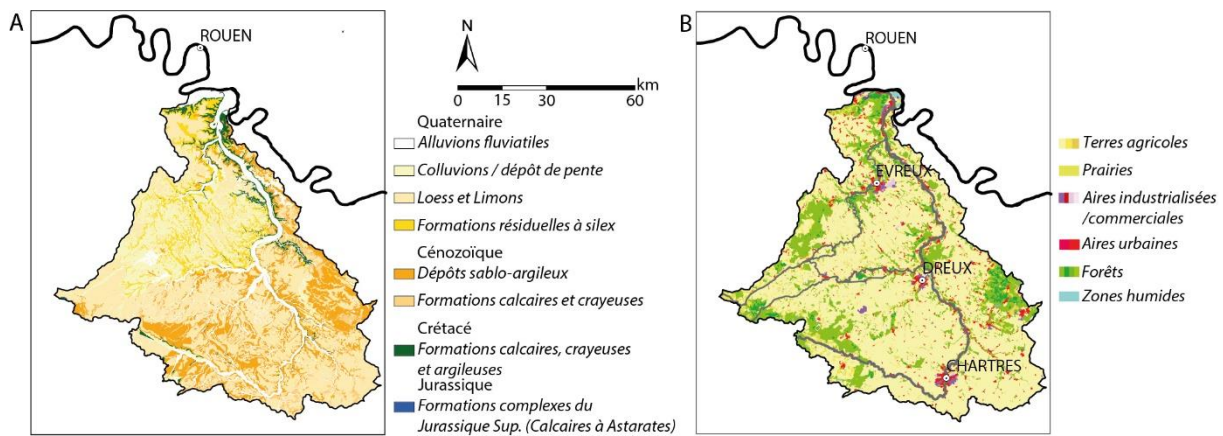 A
ROUEN
N
km
0 15 30 60
Quaternaire
Alluvions fluviatiles
Colluvions / dépôt de pente
Loess et Limons
Formations résiduelles à silex
Cénozoïque
Dépôts sablo-argileux
Formations calcaires et crayeuses
Crétacé
Formations calcaires, crayeuses
et argileuses
Jurassique
Formations complexes du
Jurassique Sup. (Calcaires à Astarates)
B
ROUEN
EVREUX
DREUX
CHARTRES
Terres agricoles
Prairies
Aires industrialisées
/commerciales
Aires urbaines
Forêts
Zones humides